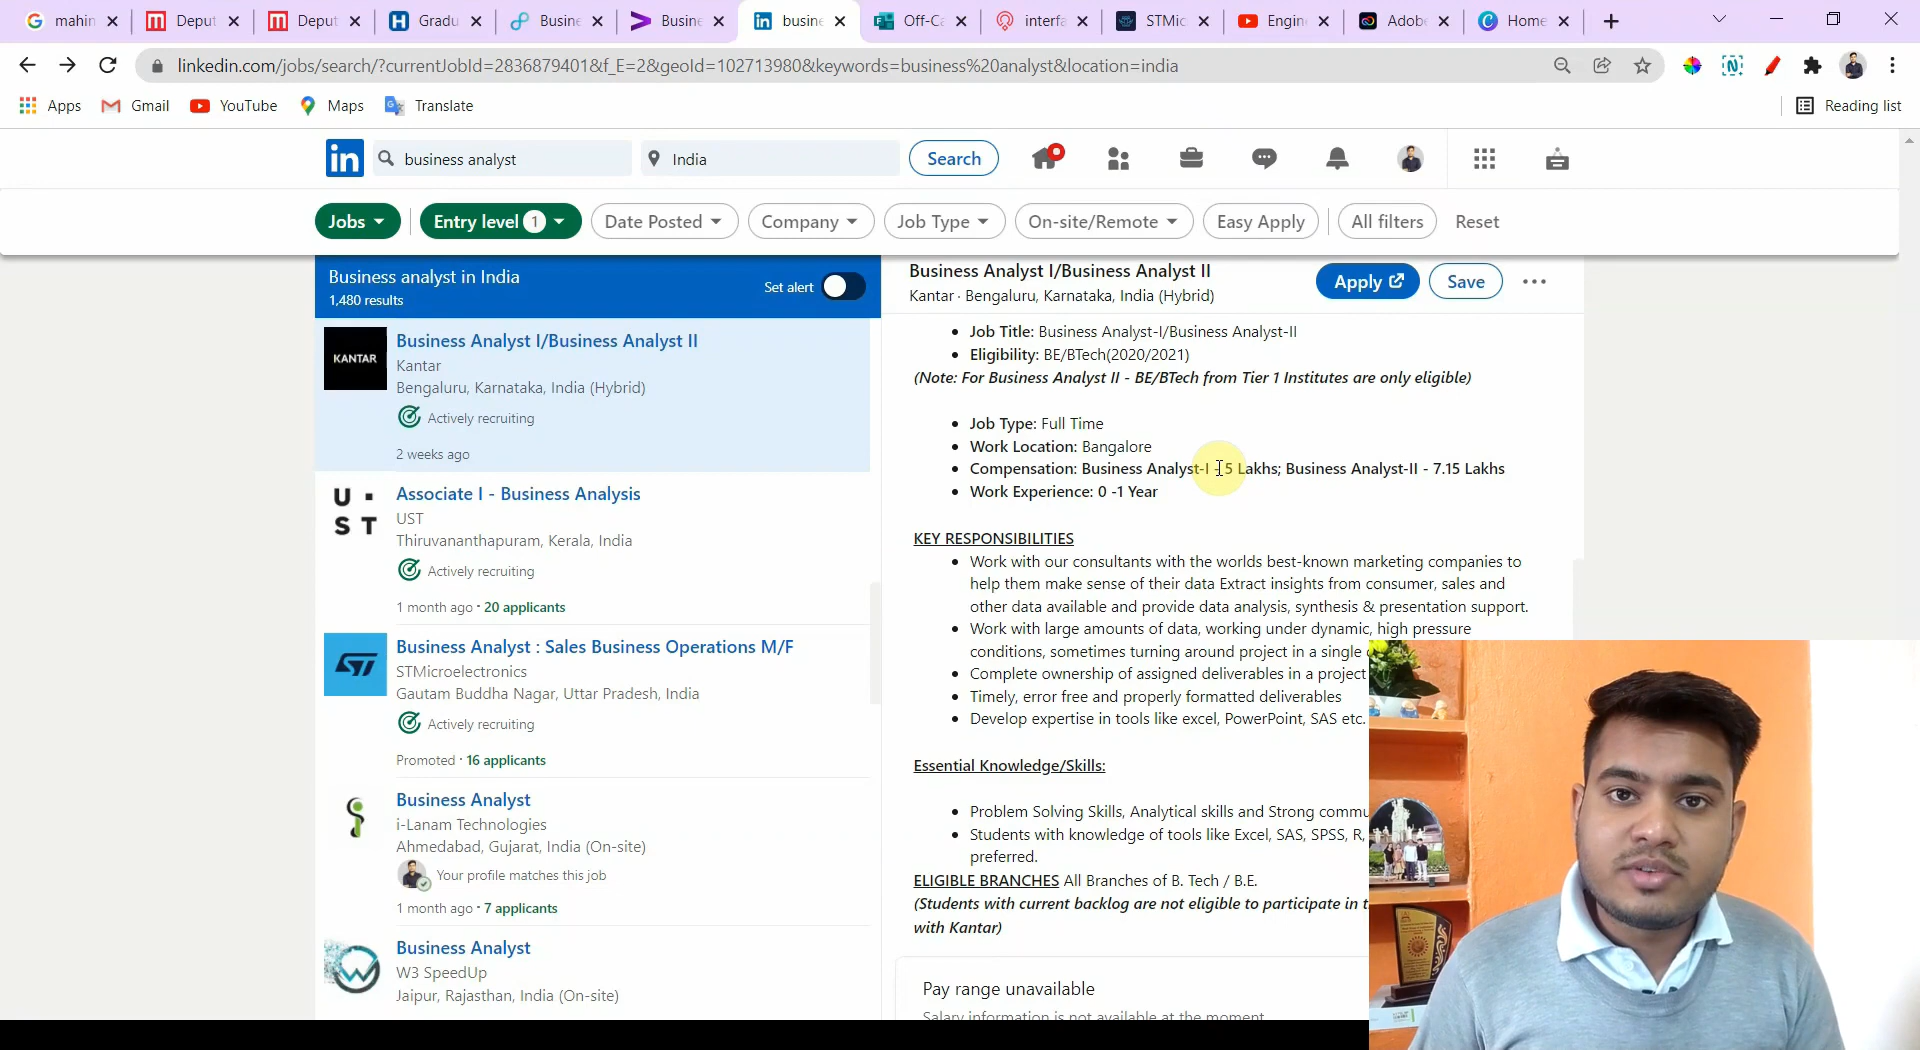 mahin
Deput
Deput
Gradu
Busine
Busine
busine
Off-Ca
interfa
STMic
Engin
Adob
Home
linkedin.com/jobs/search/?currentJobId=2836879401&f_E=2&geoId=102713980&keywords=business%20analyst&location=india
Apps
Gmail
YouTube
Maps
Translate
Reading list
in
business analyst
India
Search
Jobs
Entry level 1
Date Posted
Company
Job Type
On-site/Remote
Easy Apply
All filters
Reset
Business analyst in India
1,480 results
Set alert
KANTAR
Business Analyst I/Business Analyst II
Kantar
Bengaluru, Karnataka, India (Hybrid)
Actively recruiting
2 weeks ago
U ST
Associate I - Business Analysis
UST
Thiruvananthapuram, Kerala, India
Actively recruiting
1 month ago · 20 applicants
ST
Business Analyst : Sales Business Operations M/F
STMicroelectronics
Gautam Buddha Nagar, Uttar Pradesh, India
Actively recruiting
Promoted · 16 applicants
Business Analyst
i-Lanam Technologies
Ahmedabad, Gujarat, India (On-site)
Your profile matches this job
1 month ago · 7 applicants
Business Analyst
W3 SpeedUp
Jaipur, Rajasthan, India (On-site)
Business Analyst I/Business Analyst II
Kantar · Bengaluru, Karnataka, India (Hybrid)
Apply
Save
• Job Title: Business Analyst-I/Business Analyst-II
• Eligibility: BE/BTech(2020/2021)
(Note: For Business Analyst II - BE/BTech from Tier 1 Institutes are only eligible)
• Job Type: Full Time
• Work Location: Bangalore
• Compensation: Business Analyst-I - 5 Lakhs; Business Analyst-II - 7.15 Lakhs
• Work Experience: 0 -1 Year
KEY RESPONSIBILITIES
• Work with our consultants with the worlds best-known marketing companies to
help them make sense of their data Extract insights from consumer, sales and
other data available and provide data analysis, synthesis & presentation support.
• Work with large amounts of data, working under dynamic, high pressure
conditions, sometimes turning around project in a single
• Complete ownership of assigned deliverables in a project
• Timely, error free and properly formatted deliverables
• Develop expertise in tools like excel, PowerPoint, SAS etc.
Essential Knowledge/Skills:
• Problem Solving Skills, Analytical skills and Strong commu
• Students with knowledge of tools like Excel, SAS, SPSS, R,
preferred.
ELIGIBLE BRANCHES All Branches of B. Tech / B.E.
(Students with current backlog are not eligible to participate in t
with Kantar)
Pay range unavailable
Salary information is not available at the moment